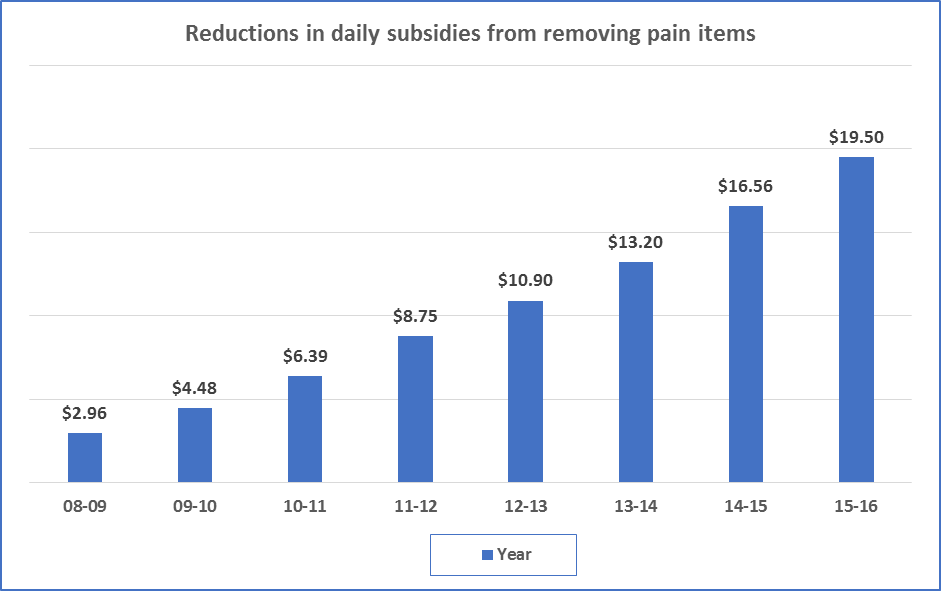 Reductions in daily subsidies from removing pain items
$19.50
$16.56
$13.20
$10.90
$8.75
$6.39
$4.48
$2.96
08-09 09-10 10-11 11-12 12-13 13-14 14-15 15-16
Year